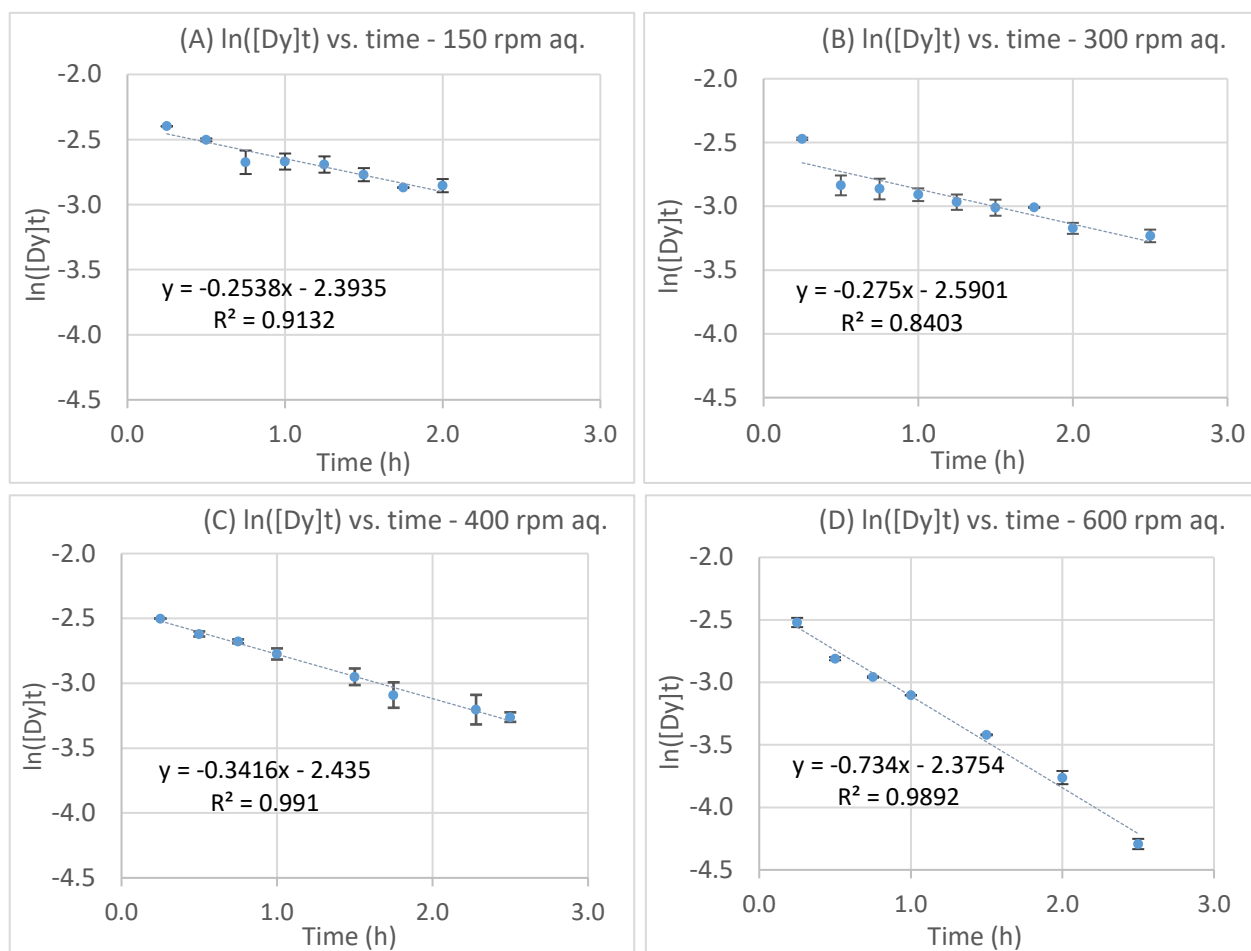 (A) ln([Dy]t) vs. time - 150 rpm aq.
-2.0
-2.5
-3.0
-3.5
-4.0
-4.5
ln([Dy]t)
y = -0.2538x - 2.3935
R² = 0.9132
0.0 1.0 2.0 3.0
Time (h)
(B) ln([Dy]t) vs. time - 300 rpm aq.
-2.0
-2.5
-3.0
-3.5
-4.0
-4.5
ln([Dy]t)
y = -0.275x - 2.5901
R² = 0.8403
0.0 1.0 2.0 3.0
Time (h)
(C) ln([Dy]t) vs. time - 400 rpm aq.
-2.0
-2.5
-3.0
-3.5
-4.0
-4.5
ln([Dy]t)
y = -0.3416x - 2.435
R² = 0.991
0.0 1.0 2.0 3.0
Time (h)
(D) ln([Dy]t) vs. time - 600 rpm aq.
-2.0
-2.5
-3.0
-3.5
-4.0
-4.5
ln([Dy]t)
y = -0.734x - 2.3754
R² = 0.9892
0.0 1.0 2.0 3.0
Time (h)